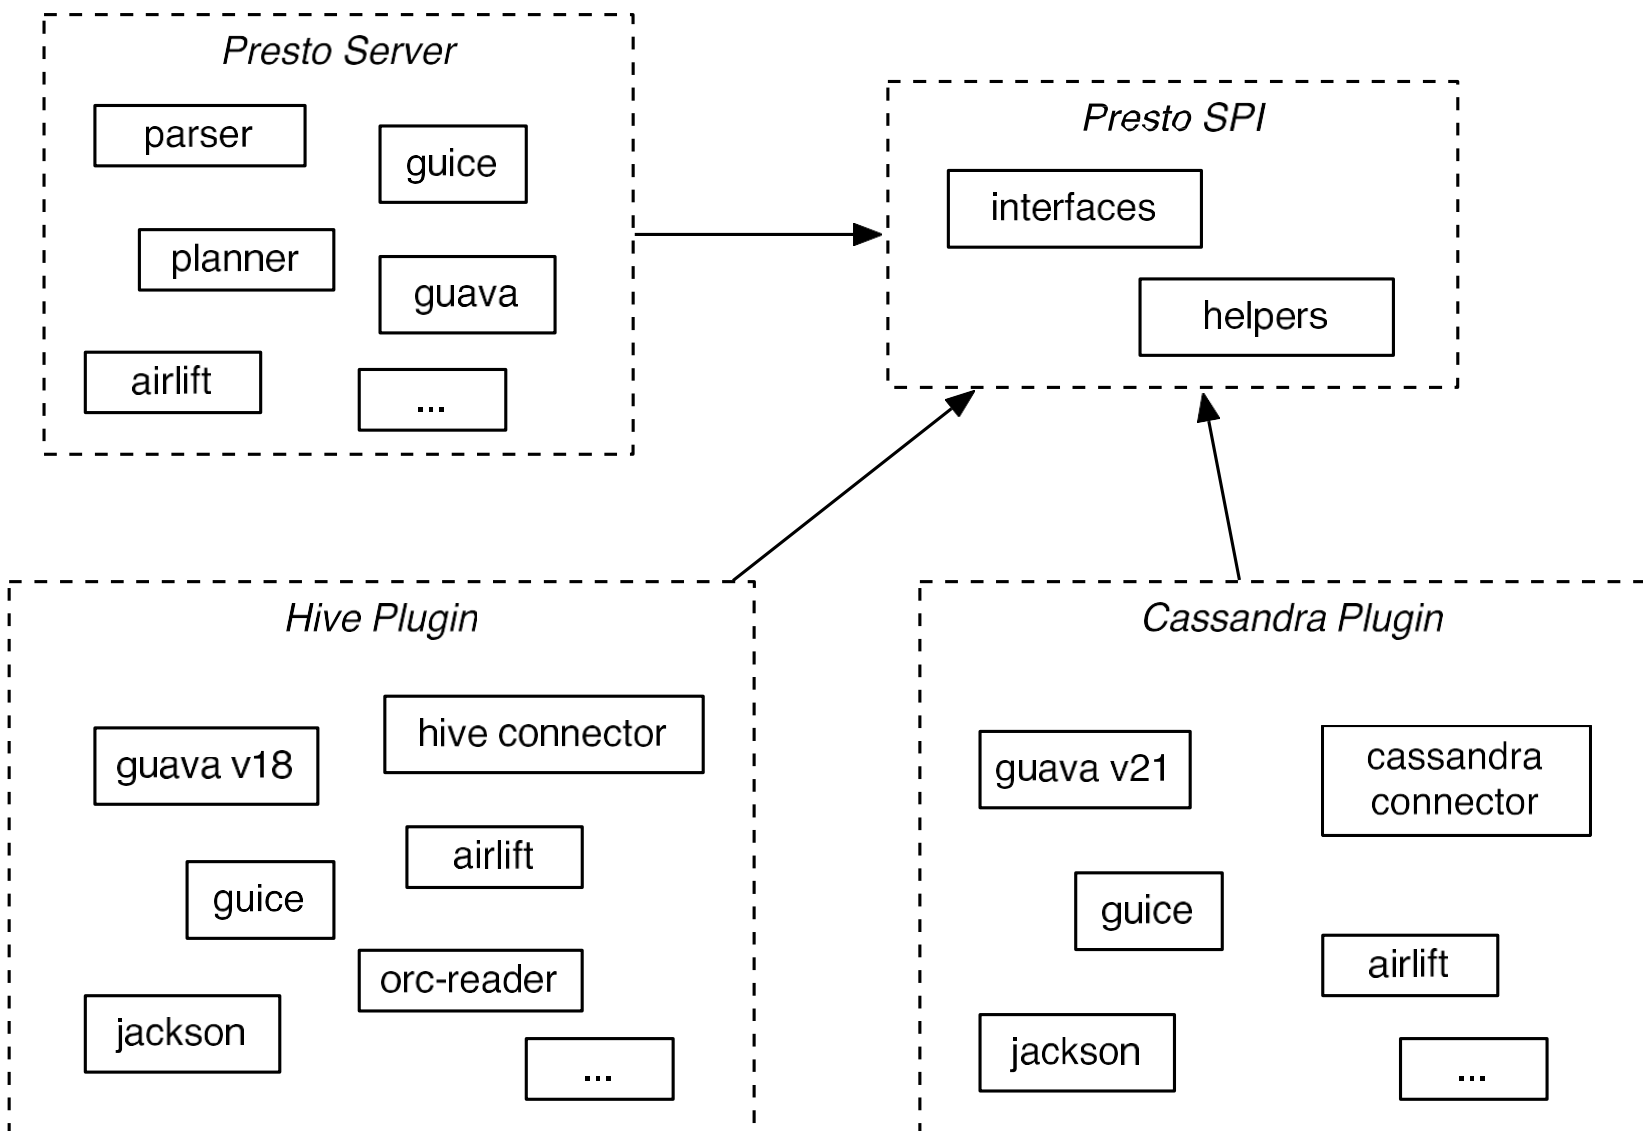 Presto Server
parser
guice
planner
guava
airlift
...
Presto SPI
interfaces
helpers
Hive Plugin
hive connector
guava v18
airlift
guice
orc-reader
jackson
...
Cassandra Plugin
guava v21
cassandra
connector
guice
airlift
jackson
...